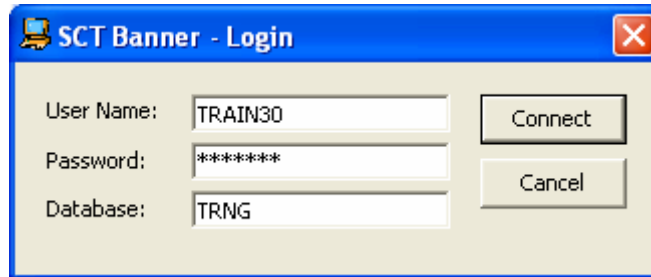 SCT Banner - Login
User Name: TRAIN30 Connect
Password: ******* Cancel
Database: TRNG